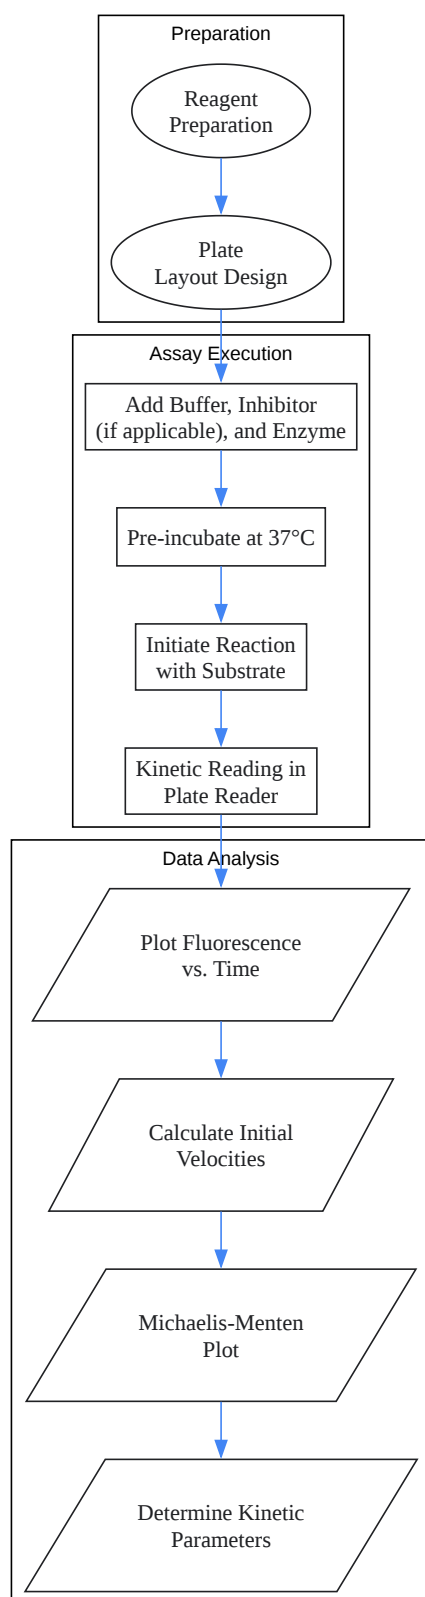 Preparation
Reagent
Preparation
Plate
Layout Design
Assay Execution
Add Buffer, Inhibitor
(if applicable), and Enzyme
Pre-incubate at 37°C
Initiate Reaction
with Substrate
Kinetic Reading in
Plate Reader
Data Analysis
Plot Fluorescence
vs. Time
Calculate Initial
Velocities
Michaelis-Menten
Plot
Determine Kinetic
Parameters